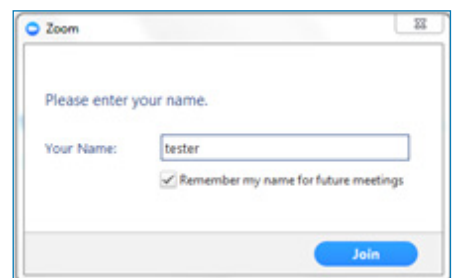 Zoom
Please enter your name.
Your Name: tester
Remember my name for future meetings
Join